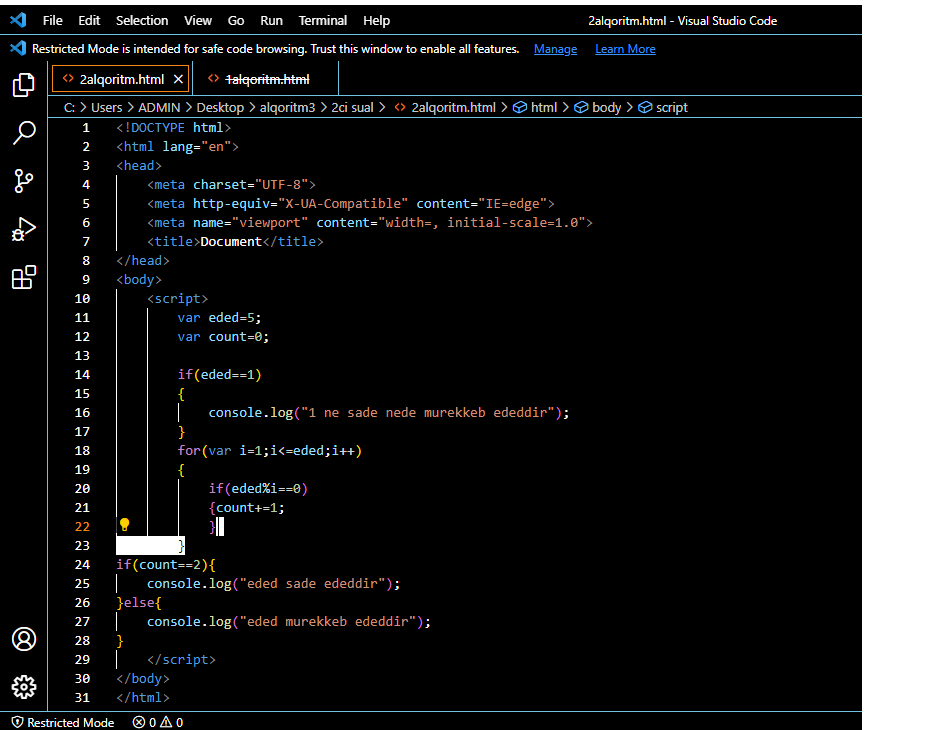 File Edit Selection View Go Run Terminal Help 2alqoritm.html - Visual Studio Code
Restricted Mode is intended for safe code browsing. Trust this window to enable all features. Manage Learn More
<> 2alqoritm.html × <> 1alqoritm.html
C: > Users > ADMIN > Desktop > alqoritm3 > 2ci sual > <> 2alqoritm.html > html > body > script
1 <!DOCTYPE html>
2 <html lang="en">
3 <head>
4     <meta charset="UTF-8">
5     <meta http-equiv="X-UA-Compatible" content="IE=edge">
6     <meta name="viewport" content="width=, initial-scale=1.0">
7     <title>Document</title>
8 </head>
9 <body>
10     <script>
11         var eded=5;
12         var count=0;
13
14         if(eded==1)
15         {
16             console.log("1 ne sade nede murekkeb ededdir");
17         }
18         for(var i=1;i<=eded;i++)
19         {
20             if(eded%i==0)
21             {count+=1;
22             }
23         }
24 if(count==2){
25     console.log("eded sade ededdir");
26 }else{
27     console.log("eded murekkeb ededdir");
28 }
29     </script>
30 </body>
31 </html>
Restricted Mode 0 0